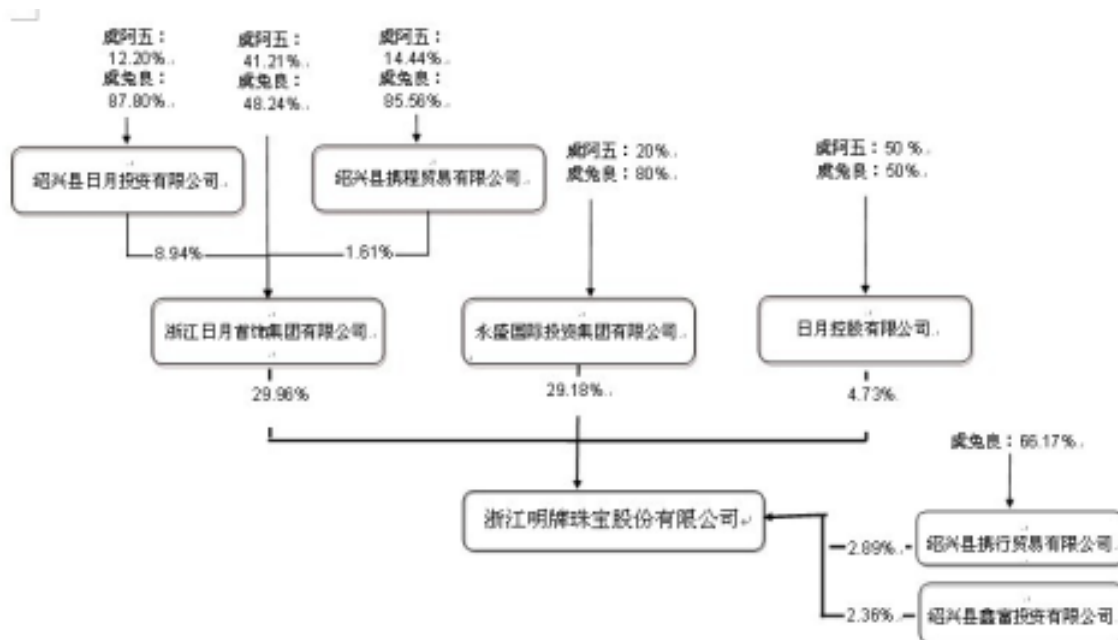 虞阿五：
12.20%
虞兔良：
87.80%
虞阿五：
41.21%
虞兔良：
48.24%
虞阿五：
14.44%
虞兔良：
85.56%
绍兴县日月投资有限公司
绍兴县携程贸易有限公司
虞阿五：20%
虞兔良：80%
虞阿五：50 %
虞兔良：50%
8.94%
1.61%
浙江日月首饰集团有限公司
永盛国际投资集团有限公司
日月控股有限公司
29.96%
29.18%
4.73%
虞兔良：66.17%
浙江明牌珠宝股份有限公司
2.89%
绍兴县携行贸易有限公司
2.36%
绍兴县鑫富投资有限公司